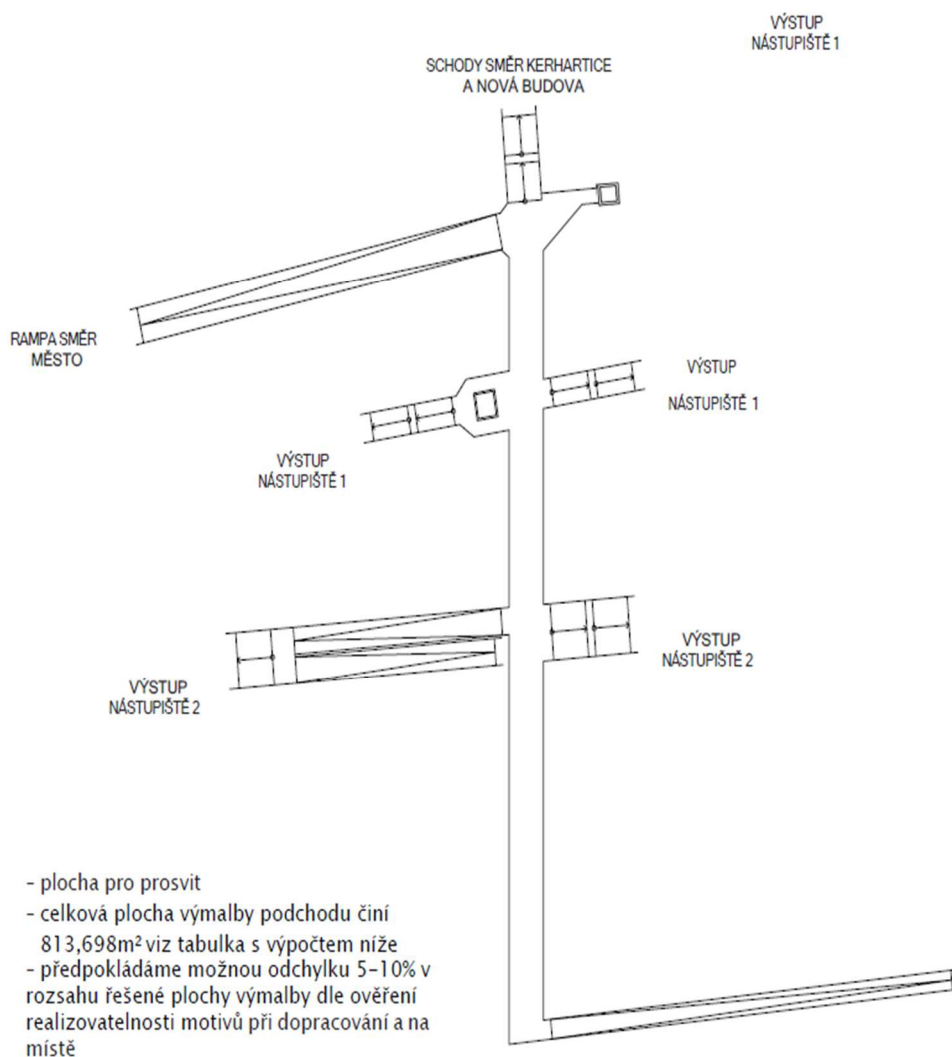 VÝSTUP
NÁSTUPIŠTĚ 1
SCHODY SMĚR KERHARTICE
A NOVÁ BUDOVA
RAMPA SMĚR
MĚSTO
VÝSTUP
NÁSTUPIŠTĚ 1
VÝSTUP
NÁSTUPIŠTĚ 1
VÝSTUP
NÁSTUPIŠTĚ 2
VÝSTUP
NÁSTUPIŠTĚ 2
- plocha pro prosvit
- celková plocha výmalby podchodu činí
813,698m² viz tabulka s výpočtem níže
- předpokládáme možnou odchylku 5-10% v
rozsahu řešené plochy výmalby dle ověření
realizovatelnosti motivů při dopracování a na
místě